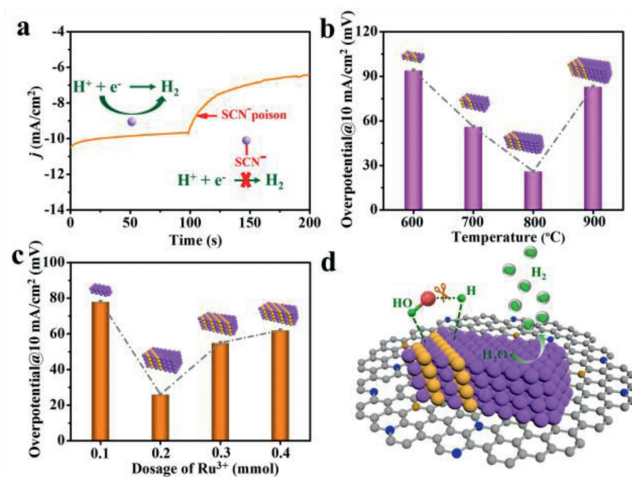 a
j (mA/cm²)
-4
-6
-8
-10
-12
-14
H⁺ + e⁻ → H₂
SCN⁻ poison
SCN⁻
H⁺ + e⁻ → H₂
0 50 100 150 200
Time (s)
b
Overpotential@10 mA/cm² (mV)
120
90
60
30
0
600 700 800 900
Temperature (°C)
c
Overpotential@10 mA/cm² (mV)
100
80
60
40
20
0
0.1 0.2 0.3 0.4
Dosage of Ru³⁺ (mmol)
d
H₂
HO H
H₂O